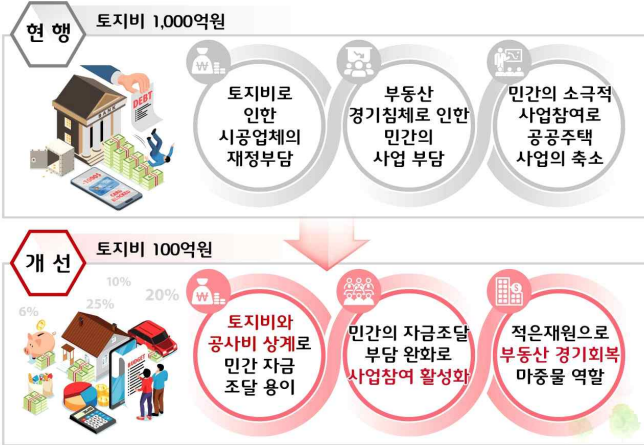 현 행
토지비 1,000억원
토지비로
인한
시공업체의
재정부담
부동산
경기침체로 인한
민간의
사업 부담
민간의 소극적
사업참여로
공공주택
사업의 축소
DEBT
개 선
토지비 100억원
10%
6%
25%
20%
BUDGET
토지비와
공사비 상계로
민간 자금
조달 용이
민간의 자금조달
부담 완화로
사업참여 활성화
적은재원으로
부동산 경기회복
마중물 역할